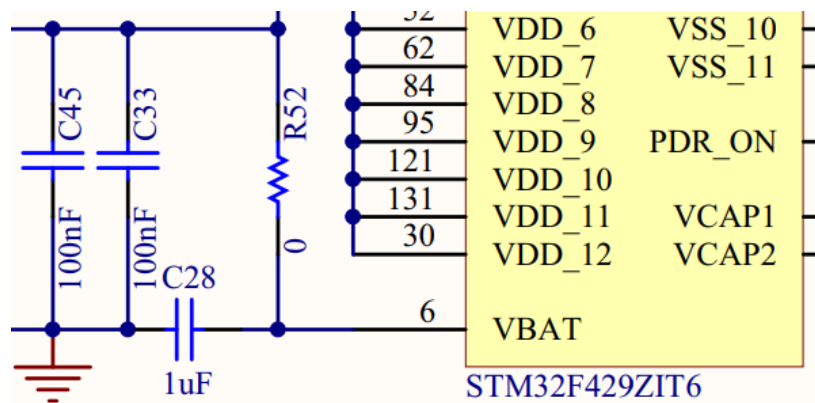 52
VDD_6
VSS_10
62
VDD_7
VSS_11
84
VDD_8
95
VDD_9
PDR_ON
121
VDD_10
131
VDD_11
VCAP1
30
VDD_12
VCAP2
6
VBAT
STM32F429ZIT6
C45
100nF
C33
100nF
R52
0
C28
1uF